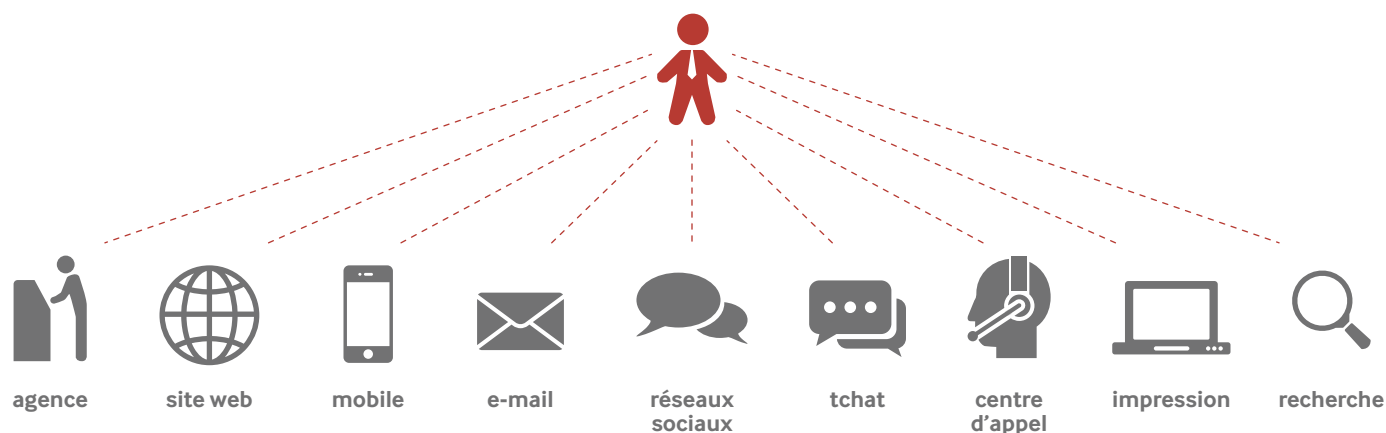 agence
site web
mobile
e-mail
réseaux
sociaux
tchat
centre
d'appel
impression
recherche